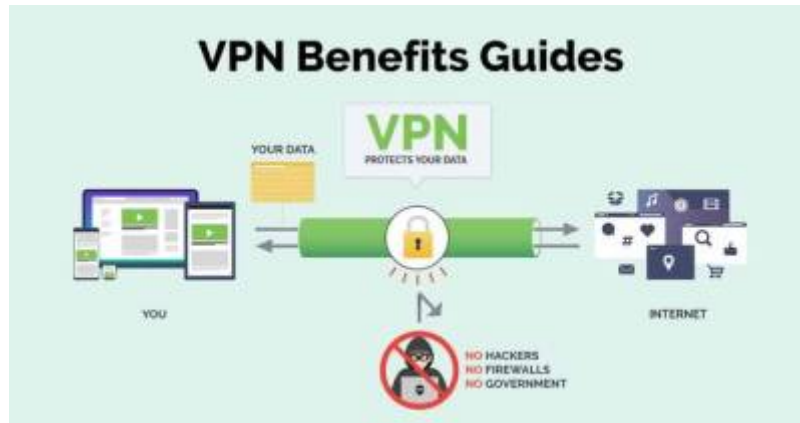 VPN Benefits Guides
VPN
PROTECTS YOUR DATA
YOUR DATA
#
YOU
INTERNET
NO HACKERS
NO FIREWALLS
NO GOVERNMENT